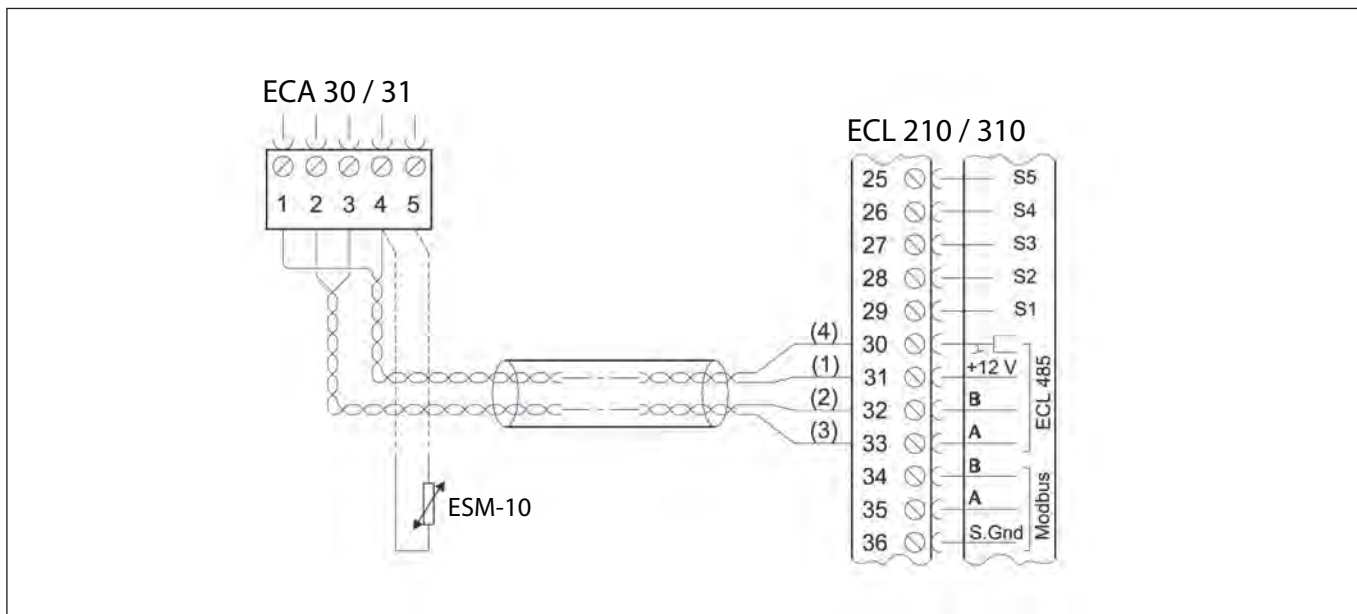 ECA 30 / 31
1 2 3 4 5
ESM-10
(4)
(1)
(2)
(3)
ECL 210 / 310
25 S5
26 S4
27 S3
28 S2
29 S1
30
31 +12 V
32 B
33 A
ECL 485
34 B
35 A
36 S.Gnd
Modbus